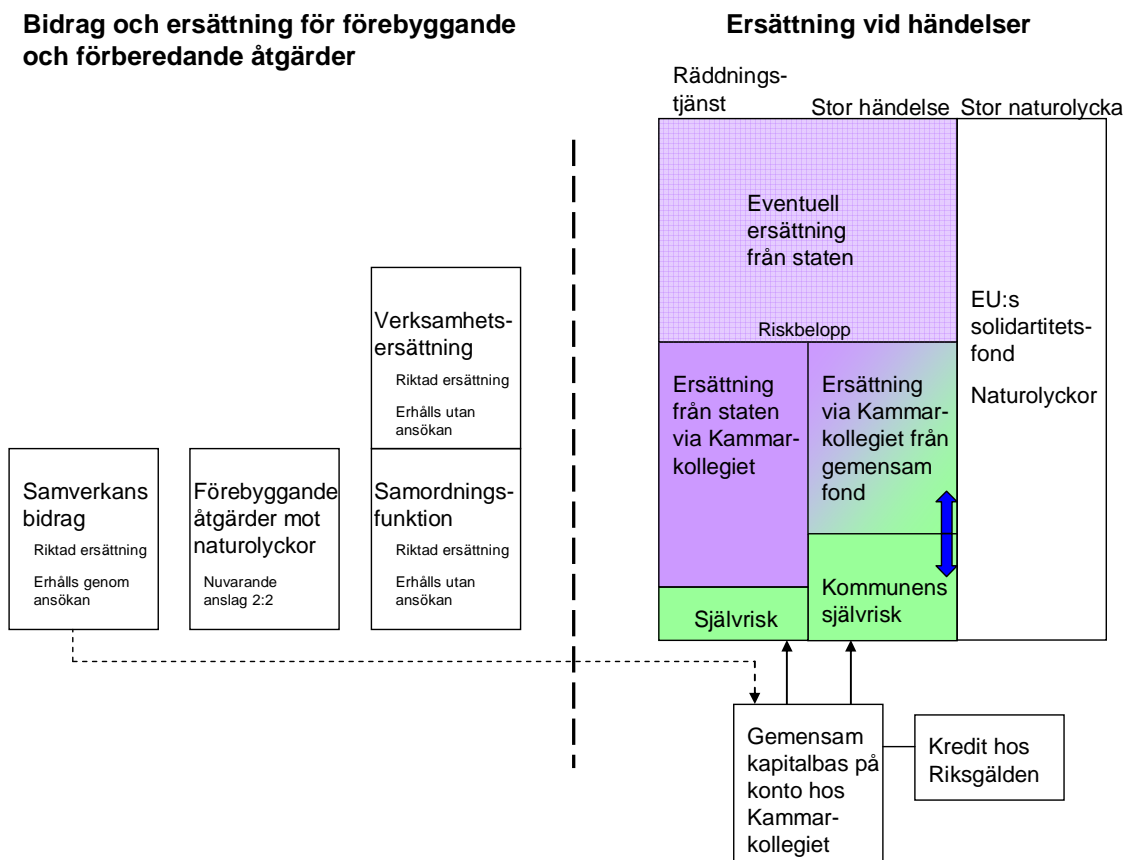 Bidrag och ersättning för förebyggande
och förberedande åtgärder
Verksamhets-
ersättning
Riktad ersättning
Erhålls utan
ansökan
Samverkans
bidrag
Riktad ersättning
Erhålls genom
ansökan
Förebyggande
åtgärder mot
naturolyckor
Nuvarande
anslag 2:2
Samordnings-
funktion
Riktad ersättning
Erhålls utan
ansökan
Ersättning vid händelser
Räddnings-
tjänst
Stor händelse
Stor naturolycka
Eventuell
ersättning
från staten
Riskbelopp
Ersättning
från staten
via Kammar-
kollegiet
Ersättning
via Kammar-
kollegiet från
gemensam
fond
EU:s
solidartitets-
fond
Naturolyckor
Självrisk
Kommunens
självrisk
Gemensam
kapitalbas på
konto hos
Kammar-
kollegiet
Kredit hos
Riksgälden